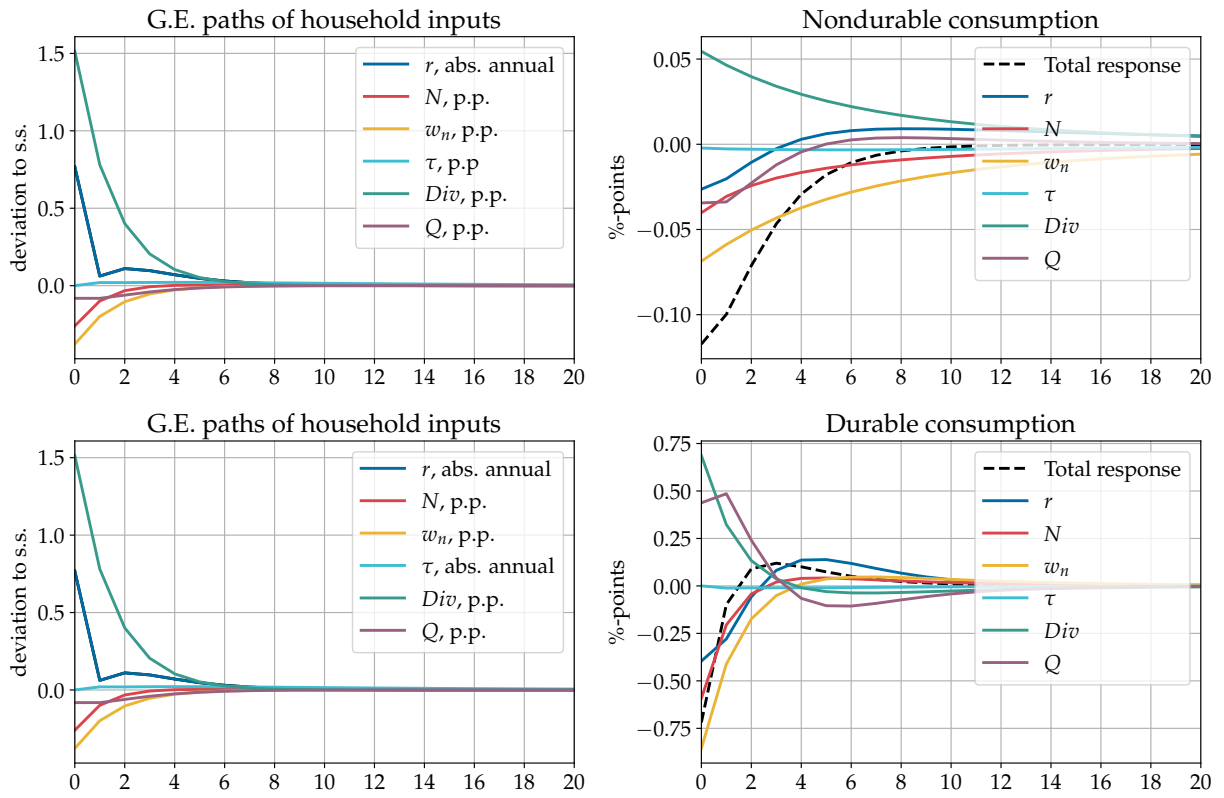 G.E. paths of household inputs
deviation to s.s.
1.5
1.0
0.5
0.0
r, abs. annual
N, p.p.
wₙ, p.p.
τ, p.p
Div, p.p.
Q, p.p.
0 2 4 6 8 10 12 14 16 18 20
Nondurable consumption
%-points
0.05
0.00
−0.05
−0.10
Total response
r
N
wₙ
τ
Div
Q
0 2 4 6 8 10 12 14 16 18 20
G.E. paths of household inputs
deviation to s.s.
1.5
1.0
0.5
0.0
r, abs. annual
N, p.p.
wₙ, p.p.
τ, abs. annual
Div, p.p.
Q, p.p.
0 2 4 6 8 10 12 14 16 18 20
Durable consumption
%-points
0.75
0.50
0.25
0.00
−0.25
−0.50
−0.75
Total response
r
N
wₙ
τ
Div
Q
0 2 4 6 8 10 12 14 16 18 20